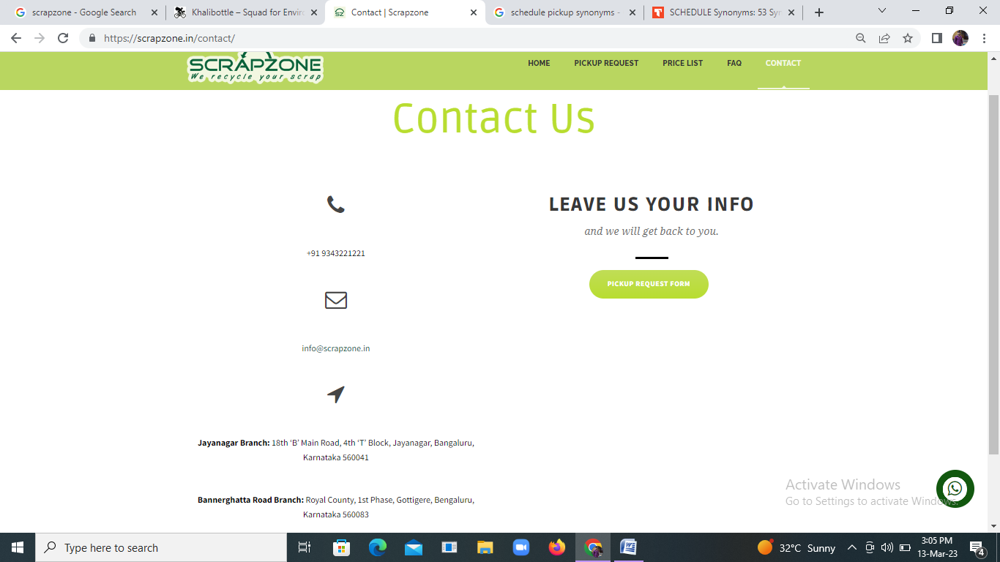 scrapzone - Google Search
Khalibottle – Squad for Enviro
Contact | Scrapzone
schedule pickup synonyms -
SCHEDULE Synonyms: 53 Syn
https://scrapzone.in/contact/
SCRAPZONE
We recycle your scrap
HOME
PICKUP REQUEST
PRICE LIST
FAQ
CONTACT
Contact Us
+91 9343221221
info@scrapzone.in
Jayanagar Branch: 18th ‘B’ Main Road, 4th ‘T’ Block, Jayanagar, Bangaluru,
Karnataka 560041
Bannerghatta Road Branch: Royal County, 1st Phase, Gottigere, Bengaluru,
Karnataka 560083
LEAVE US YOUR INFO
and we will get back to you.
PICKUP REQUEST FORM
Activate Windows
Go to Settings to activate Windows.
Type here to search
32°C Sunny
3:05 PM
13-Mar-23
4